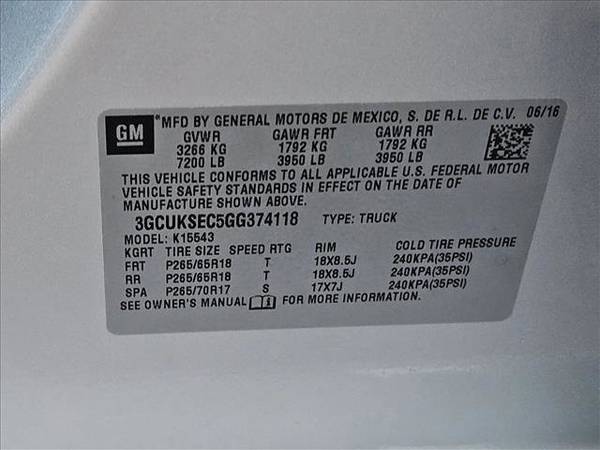 GM *MFD BY GENERAL MOTORS DE MEXICO, S. DE R.L. DE C.V. 06/16
GVWR GAWR FRT GAWR RR
3266 KG 1792 KG 1792 KG
7200 LB 3950 LB 3950 LB
THIS VEHICLE CONFORMS TO ALL APPLICABLE U.S. FEDERAL MOTOR
VEHICLE SAFETY STANDARDS IN EFFECT ON THE DATE OF
MANUFACTURE SHOWN ABOVE.
3GCUKSEC5GG374118 TYPE: TRUCK
MODEL: K15543
KGRT TIRE SIZE SPEED RTG RIM COLD TIRE PRESSURE
FRT P265/65R18 T 18X8.5J 240KPA(35PSI)
RR P265/65R18 T 18X8.5J 240KPA(35PSI)
SPA P265/70R17 S 17X7J 240KPA(35PSI)
SEE OWNER'S MANUAL FOR MORE INFORMATION.